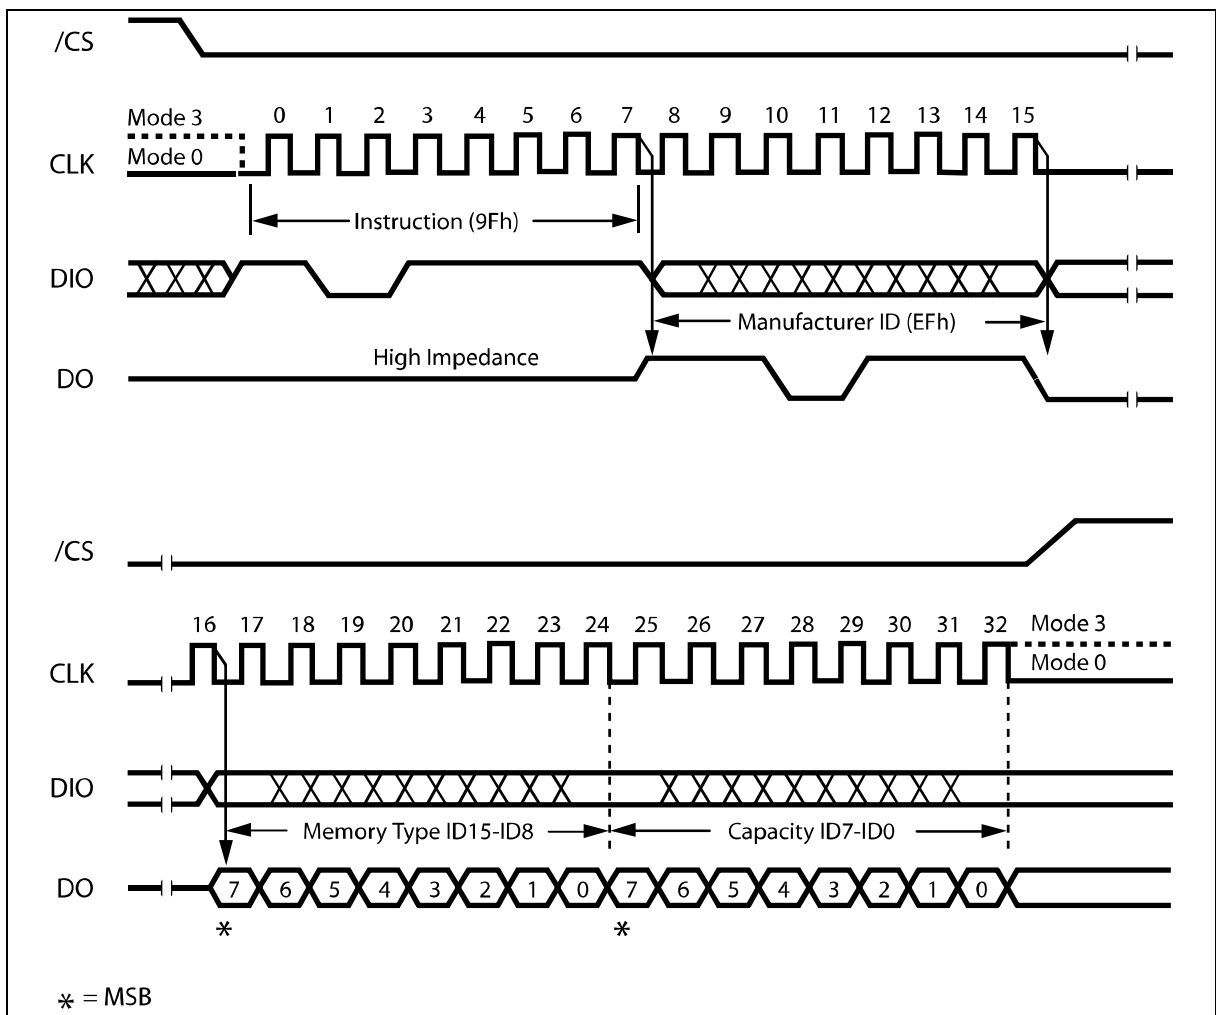 /CS
Mode 3
0 1 2 3 4 5 6 7 8 9 10 11 12 13 14 15
CLK
Mode 0
Instruction (9Fh)
DIO
Manufacturer ID (EFh)
High Impedance
DO
/CS
16 17 18 19 20 21 22 23 24 25 26 27 28 29 30 31 32
Mode 3
CLK
Mode 0
DIO
Memory Type ID15-ID8
Capacity ID7-ID0
DO
7 6 5 4 3 2 1 0 7 6 5 4 3 2 1 0
* *
* = MSB